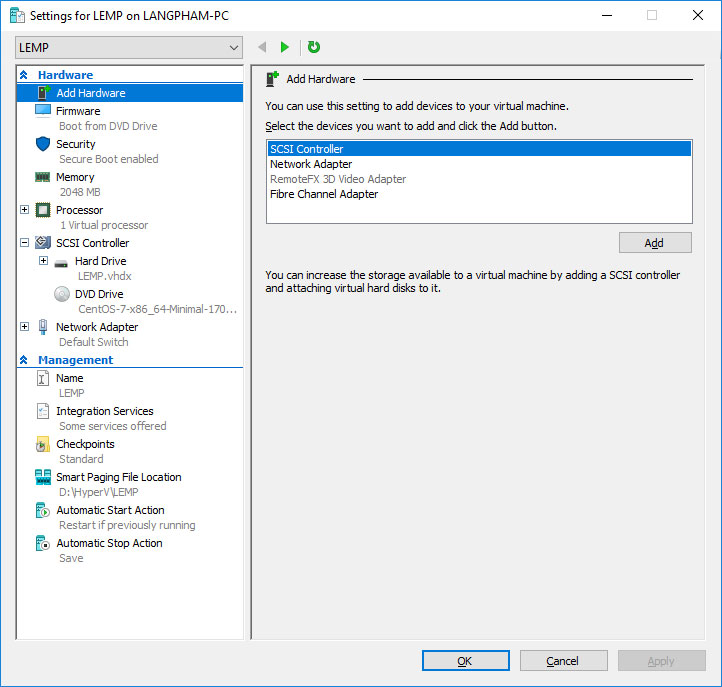 Settings for LEMP on LANGPHAM-PC
LEMP
Hardware
Add Hardware
Firmware
Boot from DVD Drive
Security
Secure Boot enabled
Memory
2048 MB
Processor
1 Virtual processor
SCSI Controller
Hard Drive
LEMP.vhdx
DVD Drive
CentOS-7-x86_64-Minimal-170...
Network Adapter
Default Switch
Management
Name
LEMP
Integration Services
Some services offered
Checkpoints
Standard
Smart Paging File Location
D:\HyperV\LEMP
Automatic Start Action
Restart if previously running
Automatic Stop Action
Save
Add Hardware
You can use this setting to add devices to your virtual machine.
Select the devices you want to add and click the Add button.
SCSI Controller
Network Adapter
RemoteFX 3D Video Adapter
Fibre Channel Adapter
Add
You can increase the storage available to a virtual machine by adding a SCSI controller
and attaching virtual hard disks to it.
OK
Cancel
Apply